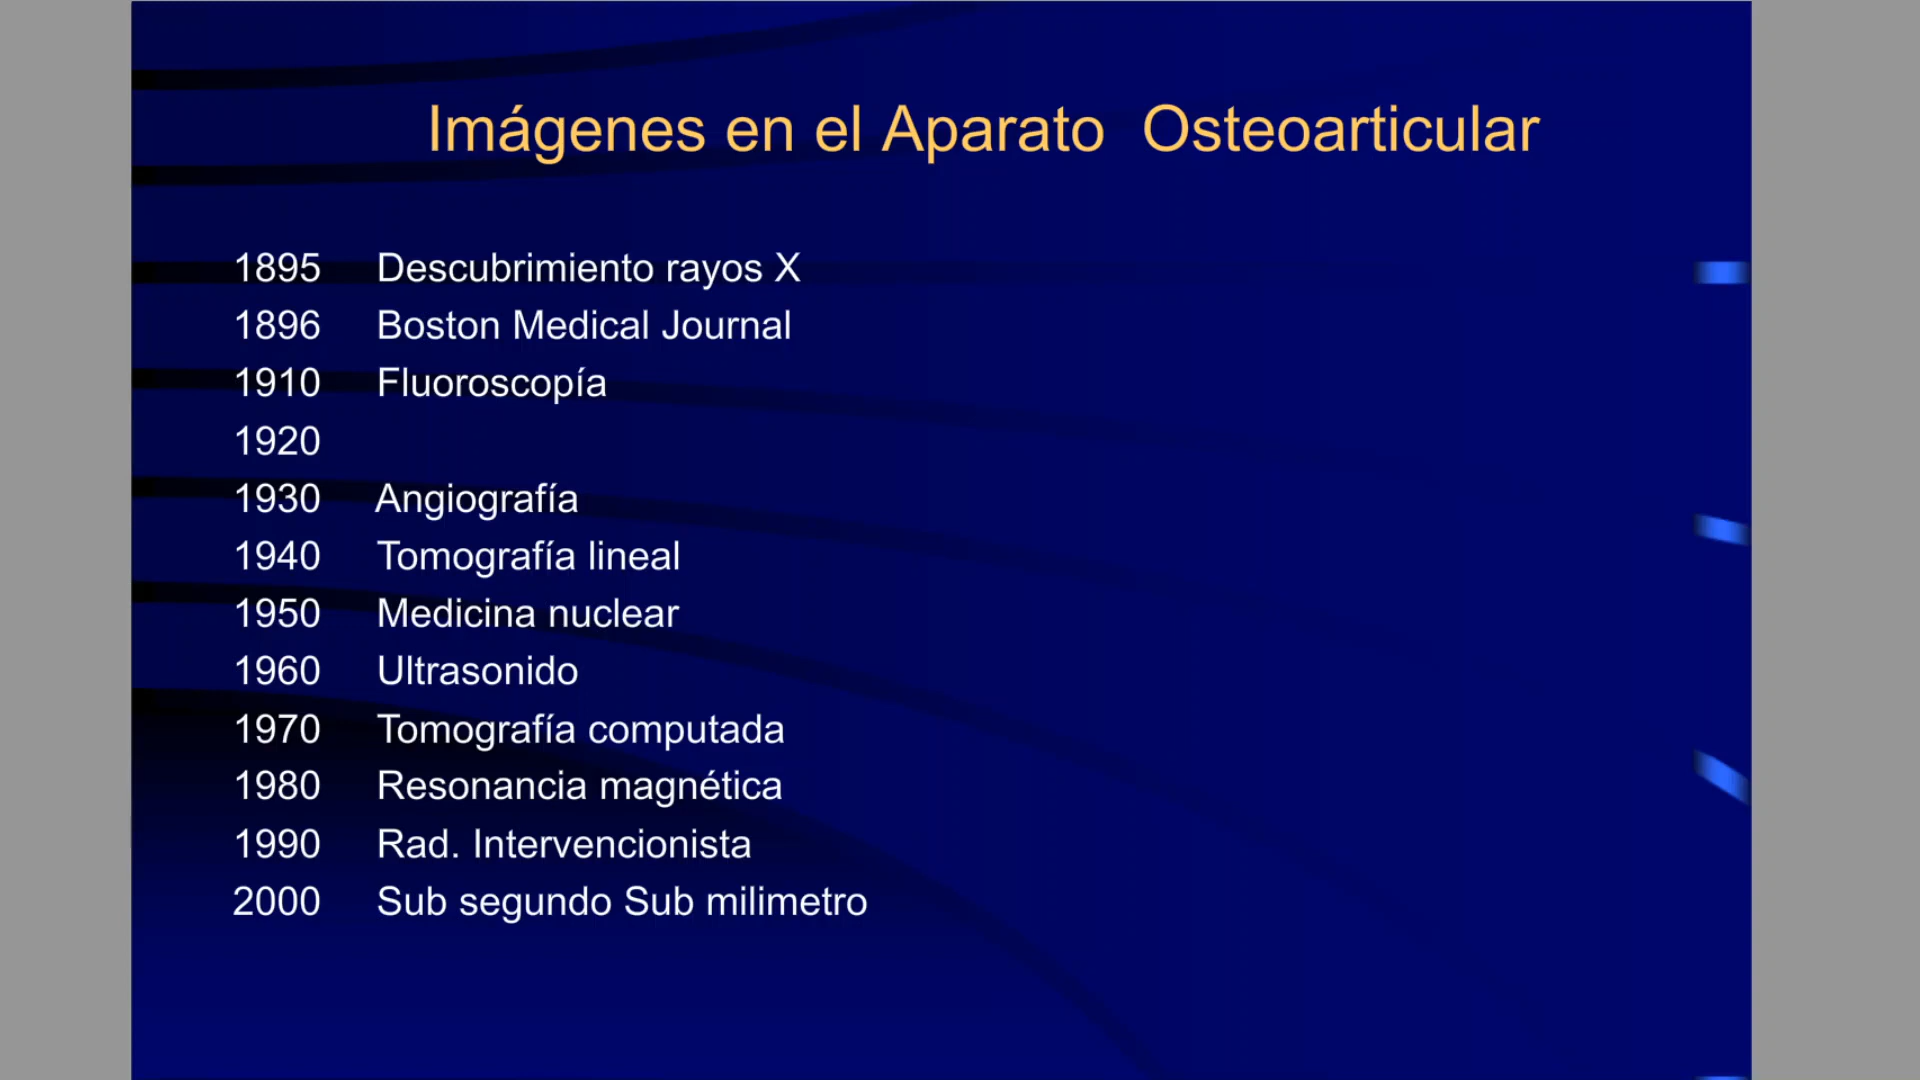 Imágenes en el Aparato  Osteoarticular
1895 Descubrimiento rayos X
1896 Boston Medical Journal
1910 Fluoroscopía
1920
1930 Angiografía
1940 Tomografía lineal
1950 Medicina nuclear
1960 Ultrasonido
1970 Tomografía computada
1980 Resonancia magnética
1990 Rad. Intervencionista
2000 Sub segundo Sub milimetro